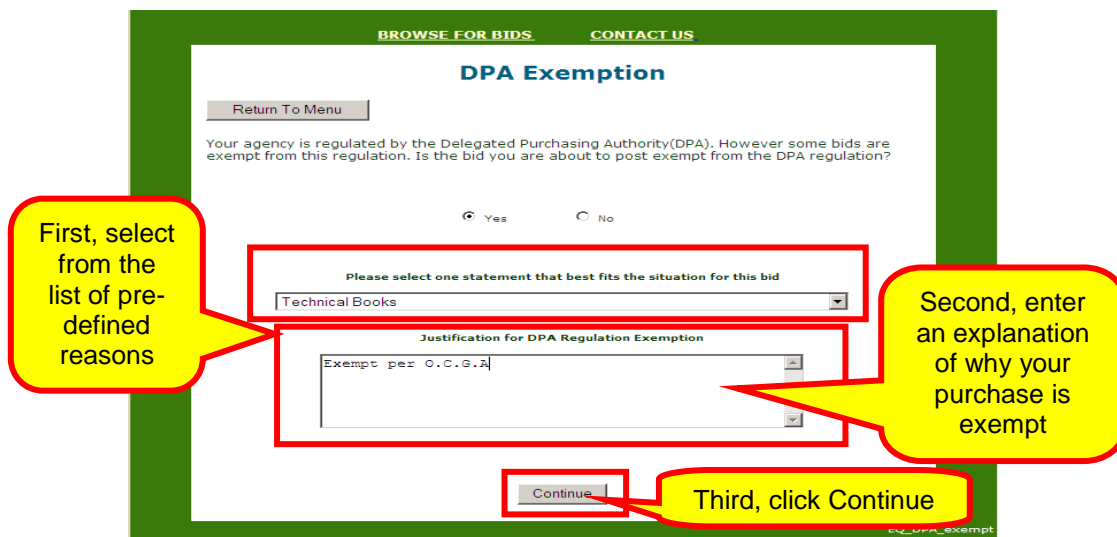 BROWSE FOR BIDS CONTACT US
DPA Exemption
Return To Menu
Your agency is regulated by the Delegated Purchasing Authority(DPA). However some bids are
exempt from this regulation. Is the bid you are about to post exempt from the DPA regulation?
Yes No
First, select
from the
list of pre-
defined
reasons
Please select one statement that best fits the situation for this bid
Technical Books
Justification for DPA Regulation Exemption
Exempt per O.C.G.A
Second, enter
an explanation
of why your
purchase is
exempt
Continue
Third, click Continue
EQ_DPA_exempt